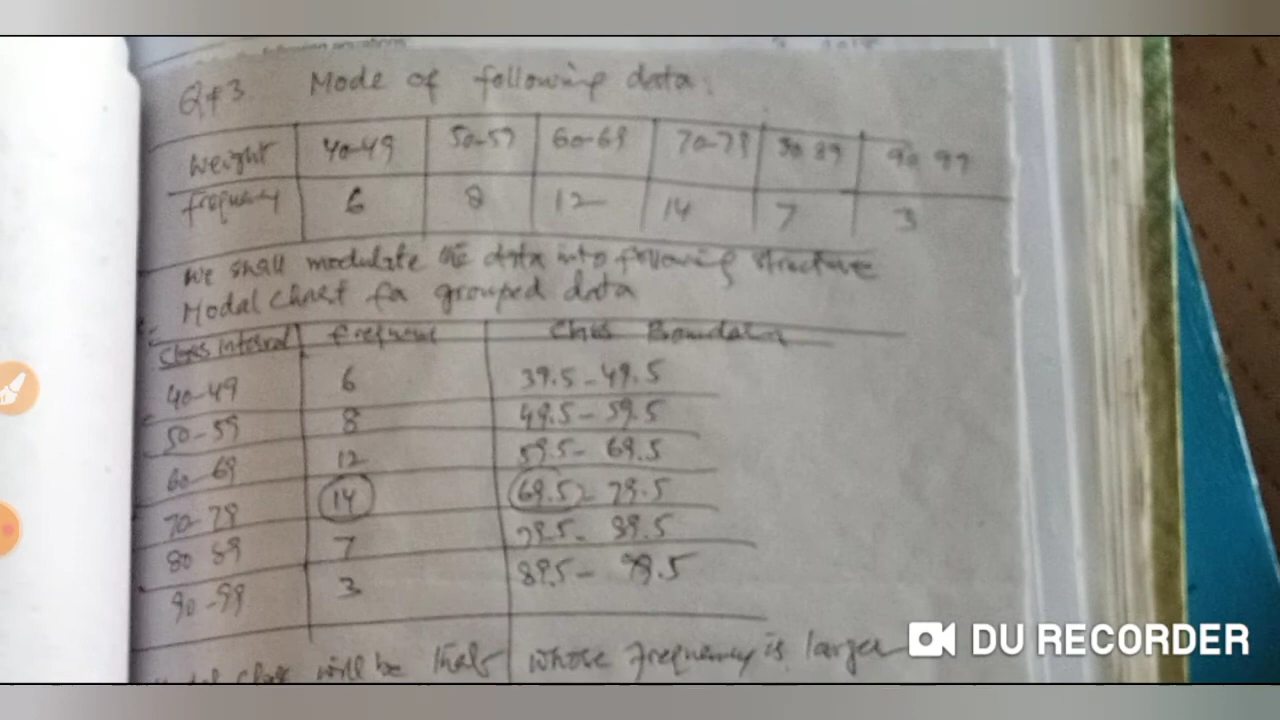 Q#3 Mode of following data:
Weight 40-49 50-59 60-69 70-79 80 89 90 99
frequency 6 8 12 14 7 3
We shall modulate the data into following structure
Modal Chart for grouped data
Class Interval frequency Class Boundary
40-49 6 39.5-49.5
50-59 8 49.5-59.5
60-69 12 59.5-69.5
70-79 14 69.5-79.5
80 89 7 79.5-89.5
90-99 3 89.5-99.5
class will be that whose frequency is larger
DU RECORDER